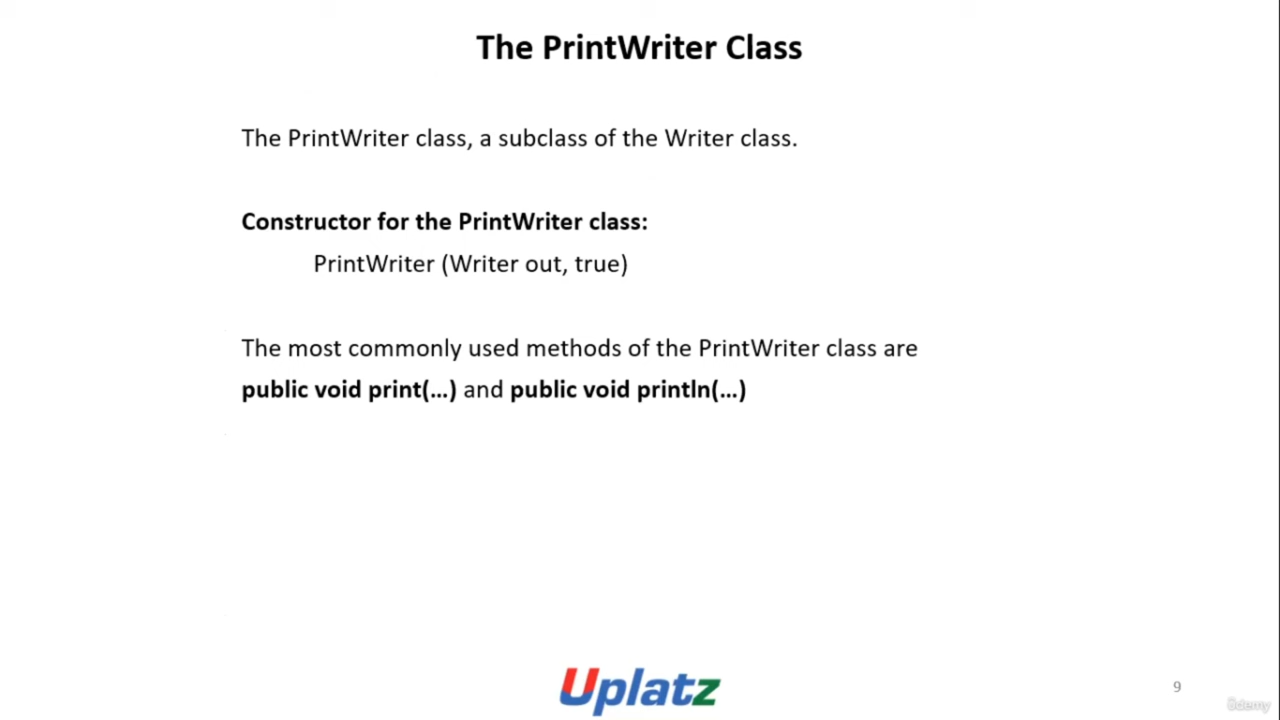 The PrintWriter Class
The PrintWriter class, a subclass of the Writer class.
Constructor for the PrintWriter class:
PrintWriter (Writer out, true)
The most commonly used methods of the PrintWriter class are
public void print(...) and public void println(...)
Uplatz
9
ûdemy